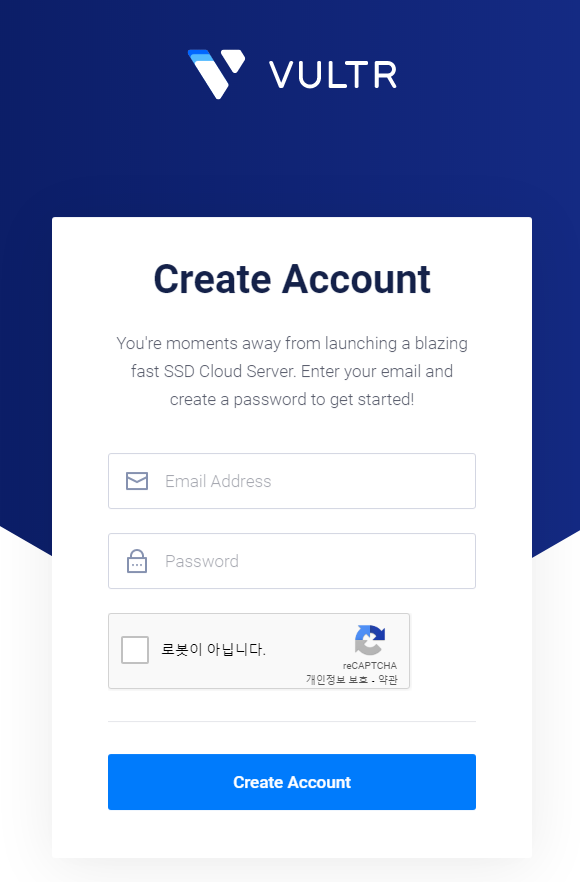 VULTR
Create Account
You're moments away from launching a blazing
fast SSD Cloud Server. Enter your email and
create a password to get started!
Email Address
Password
로봇이 아닙니다.
reCAPTCHA
개인정보 보호 - 약관
Create Account